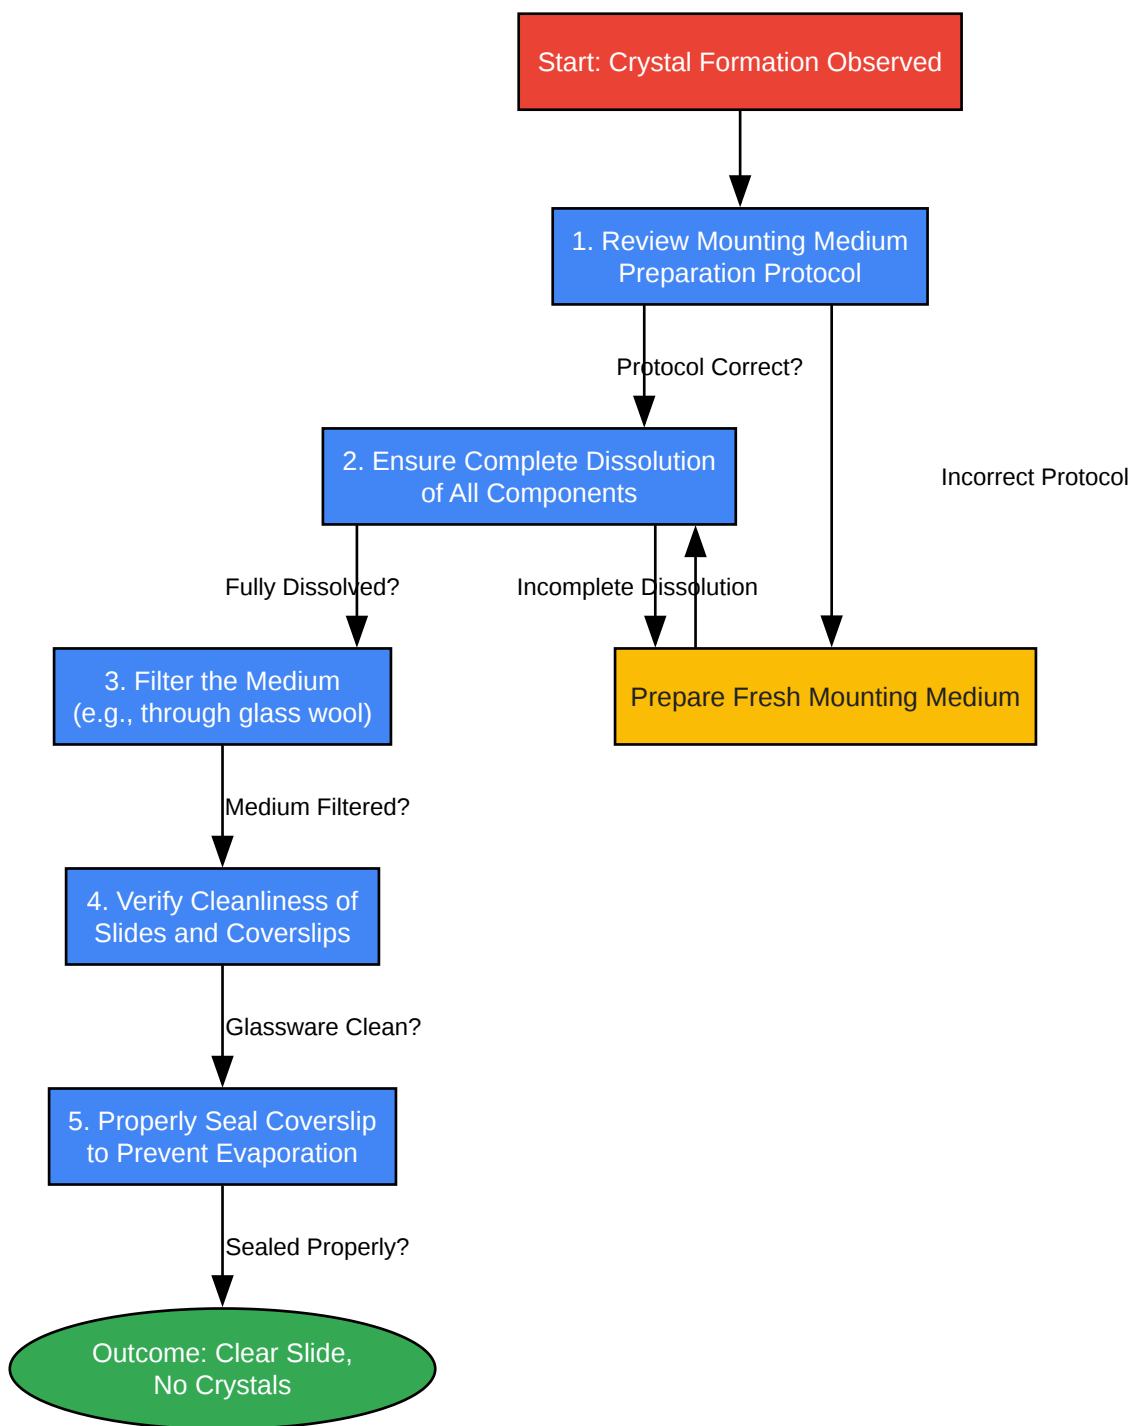 Start: Crystal Formation Observed
1. Review Mounting Medium
Preparation Protocol
Protocol Correct?
2. Ensure Complete Dissolution
of All Components
Incorrect Protocol
Fully Dissolved?
Incomplete Dissolution
3. Filter the Medium
(e.g., through glass wool)
Prepare Fresh Mounting Medium
Medium Filtered?
4. Verify Cleanliness of
Slides and Coverslips
Glassware Clean?
5. Properly Seal Coverslip
to Prevent Evaporation
Sealed Properly?
Outcome: Clear Slide,
No Crystals